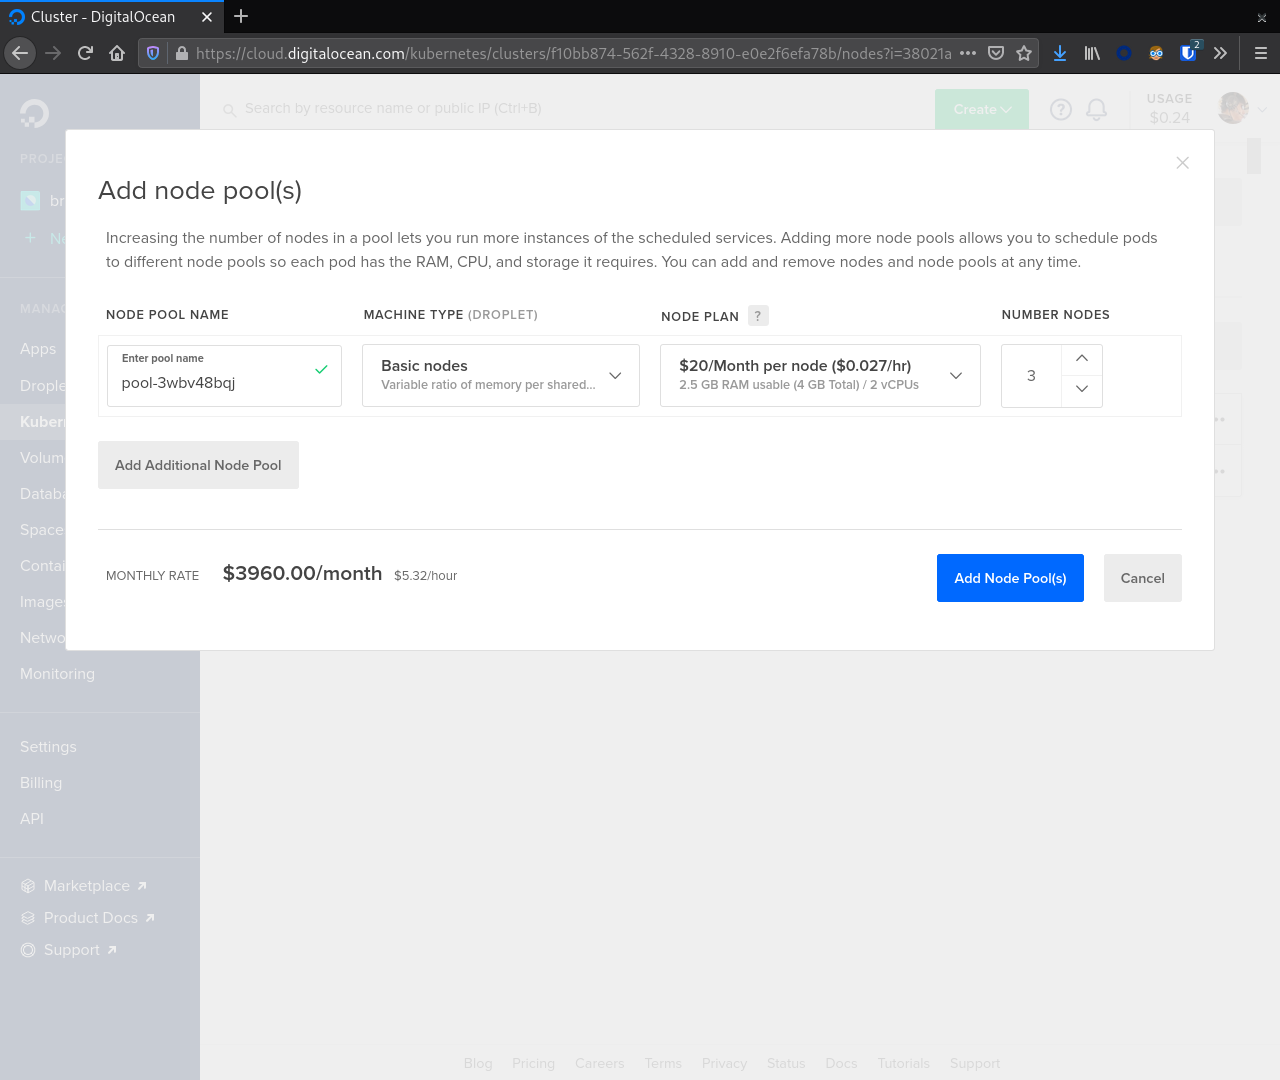 Cluster - DigitalOcean
https://cloud.digitalocean.com/kubernetes/clusters/f10bb874-562f-4328-8910-e0e2f6efa78b/nodes?i=38021a
2
Search by resource name or public IP (Ctrl+B)
Create
?
USAGE
$0.24
PROJE
br
+ Ne
MANAG
Apps
Drople
Kubern
Volum
Databa
Space
Contai
Images
Netwo
Monitoring
Settings
Billing
API
Marketplace
Product Docs
Support
Add node pool(s)
Increasing the number of nodes in a pool lets you run more instances of the scheduled services. Adding more node pools allows you to schedule pods
to different node pools so each pod has the RAM, CPU, and storage it requires. You can add and remove nodes and node pools at any time.
NODE POOL NAME
MACHINE TYPE (DROPLET)
NODE PLAN ?
NUMBER NODES
Enter pool name
pool-3wbv48bqj
Basic nodes
Variable ratio of memory per shared...
$20/Month per node ($0.027/hr)
2.5 GB RAM usable (4 GB Total) / 2 vCPUs
3
Add Additional Node Pool
MONTHLY RATE $3960.00/month $5.32/hour
Add Node Pool(s)
Cancel
Blog Pricing Careers Terms Privacy Status Docs Tutorials Support